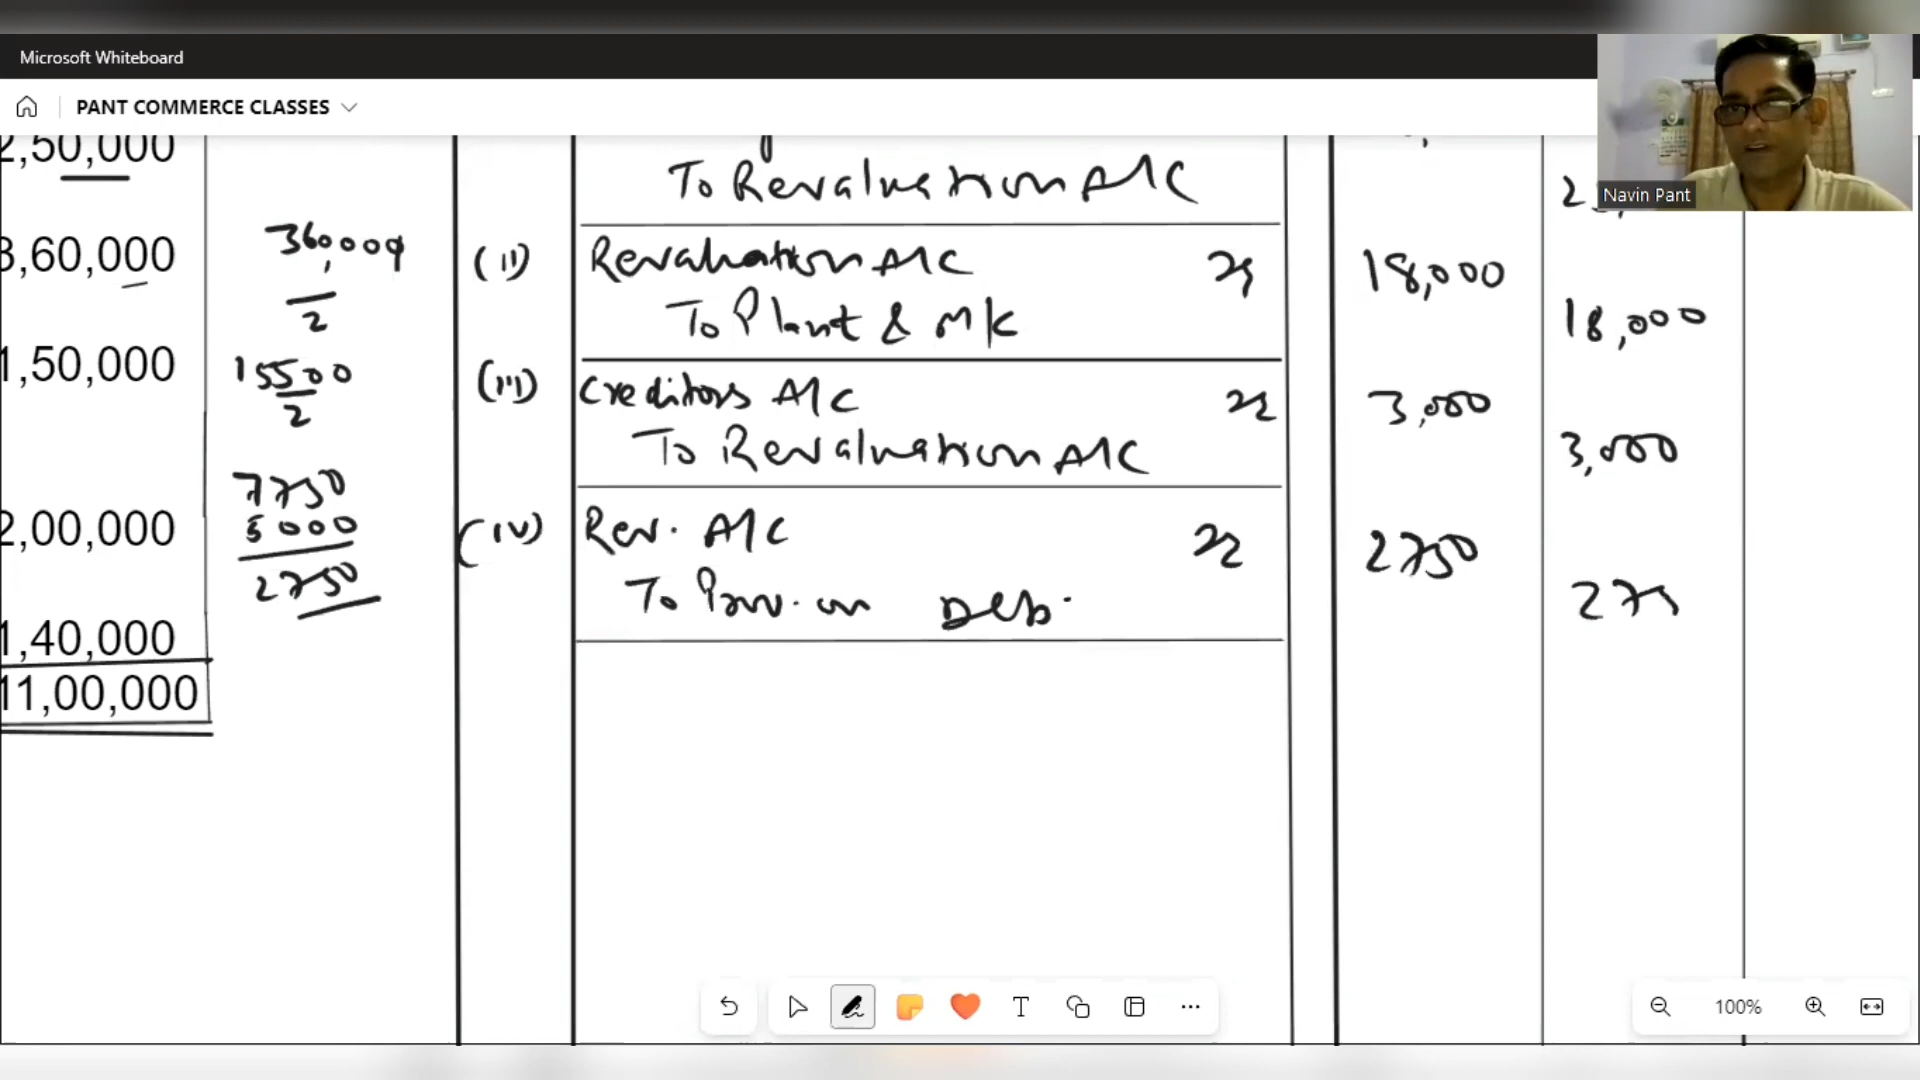 Microsoft Whiteboard
PANT COMMERCE CLASSES
Navin Pant
2,50,000
3,60,000
1,50,000
2,00,000
1,40,000
11,00,000
360,000
2
15500
2
7750
5000
2750
To Revaluation A/C
(II) Revaluation A/C 18,000
To Plant & M/c 18,000
(III) Creditors A/C 3,000
To Revaluation A/C 3,000
(IV) Rev. A/C 2750
To Prov. on Deb. 275
100%